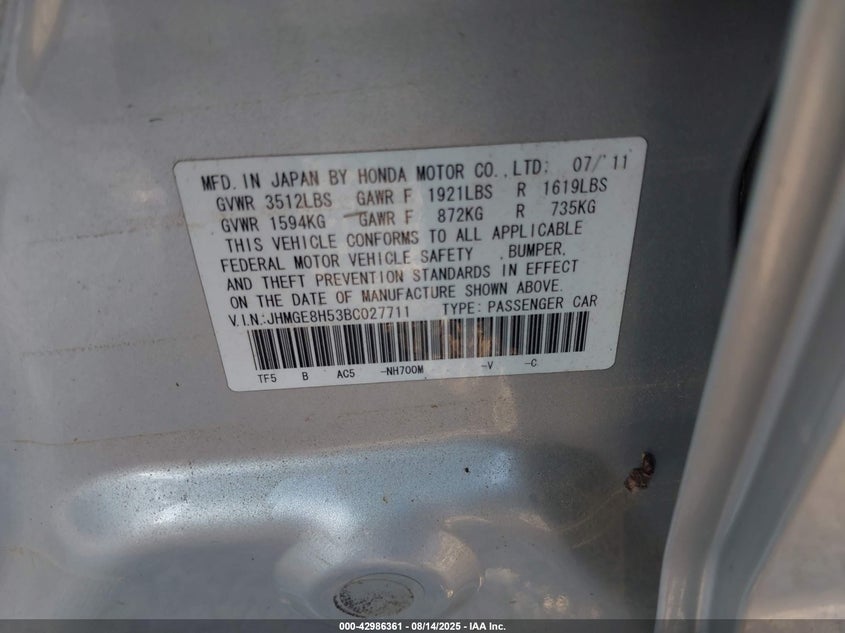 MFD. IN JAPAN BY HONDA MOTOR CO., LTD: 07/'11
GVWR 3512LBS GAWR F 1921LBS R 1619LBS
GVWR 1594KG GAWR F 872KG R 735KG
THIS VEHICLE CONFORMS TO ALL APPLICABLE
FEDERAL MOTOR VEHICLE SAFETY , BUMPER,
AND THEFT PREVENTION STANDARDS IN EFFECT
ON THE DATE OF MANUFACTURE SHOWN ABOVE.
V.I.N.:JHMGE8H53BC027711 TYPE: PASSENGER CAR
TF5 B AC5 -NH700M -V -C
000-42986361 - 08/14/2025 - IAA Inc.